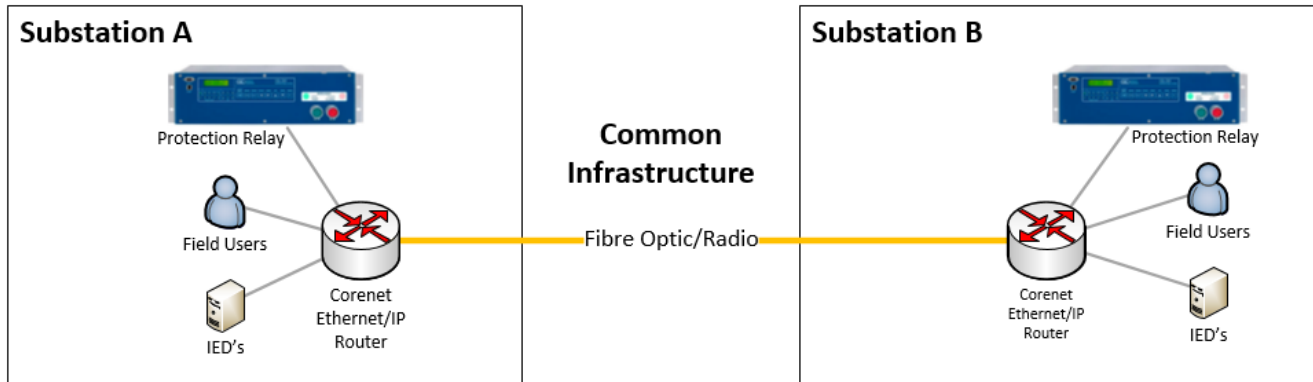 Substation A
Protection Relay
Field Users
IED's
Corenet
Ethernet/IP
Router
Common
Infrastructure
Fibre Optic/Radio
Substation B
Protection Relay
Field Users
IED's
Corenet
Ethernet/IP
Router